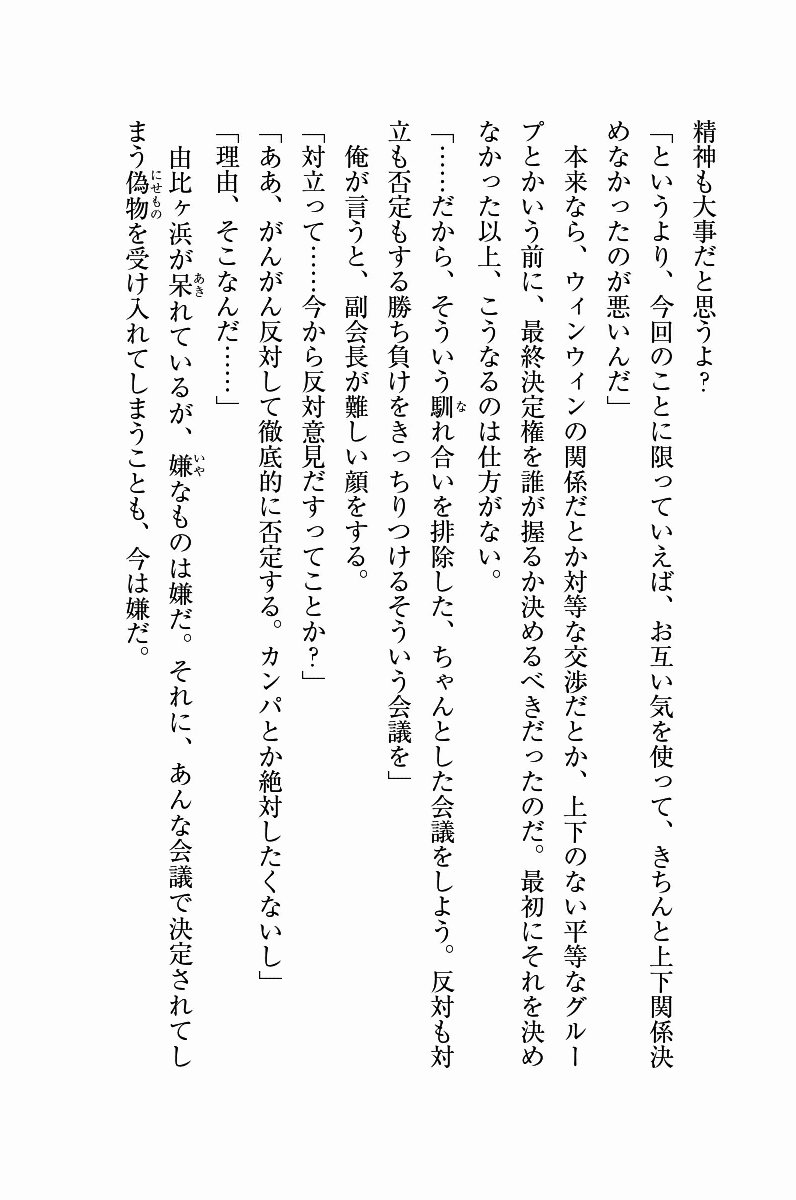 精神も大事だと思うよ？
「というより、今回のことに限っていえば、お互い気を使って、きちんと上下関係決
めなかったのが悪いんだ」
本来なら、ウィンウィンの関係だとか対等な交渉だとか、上下のない平等なグルー
プとかいう前に、最終決定権を誰が握るか決めるべきだったのだ。最初にそれを決め
なかった以上、こうなるのは仕方がない。
「……だから、そういう馴れ合いを排除した、ちゃんとした会議をしよう。反対も対
立も否定もする勝ち負けをきっちりつけるそういう会議を」
俺が言うと、副会長が難しい顔をする。
「対立って……今から反対意見だすってことか？」
「ああ、がんがん反対して徹底的に否定する。カンパとか絶対したくないし」
「理由、そこなんだ……」
由比ヶ浜が呆れているが、嫌なものは嫌だ。それに、あんな会議で決定されてし
まう偽物を受け入れてしまうことも、今は嫌だ。